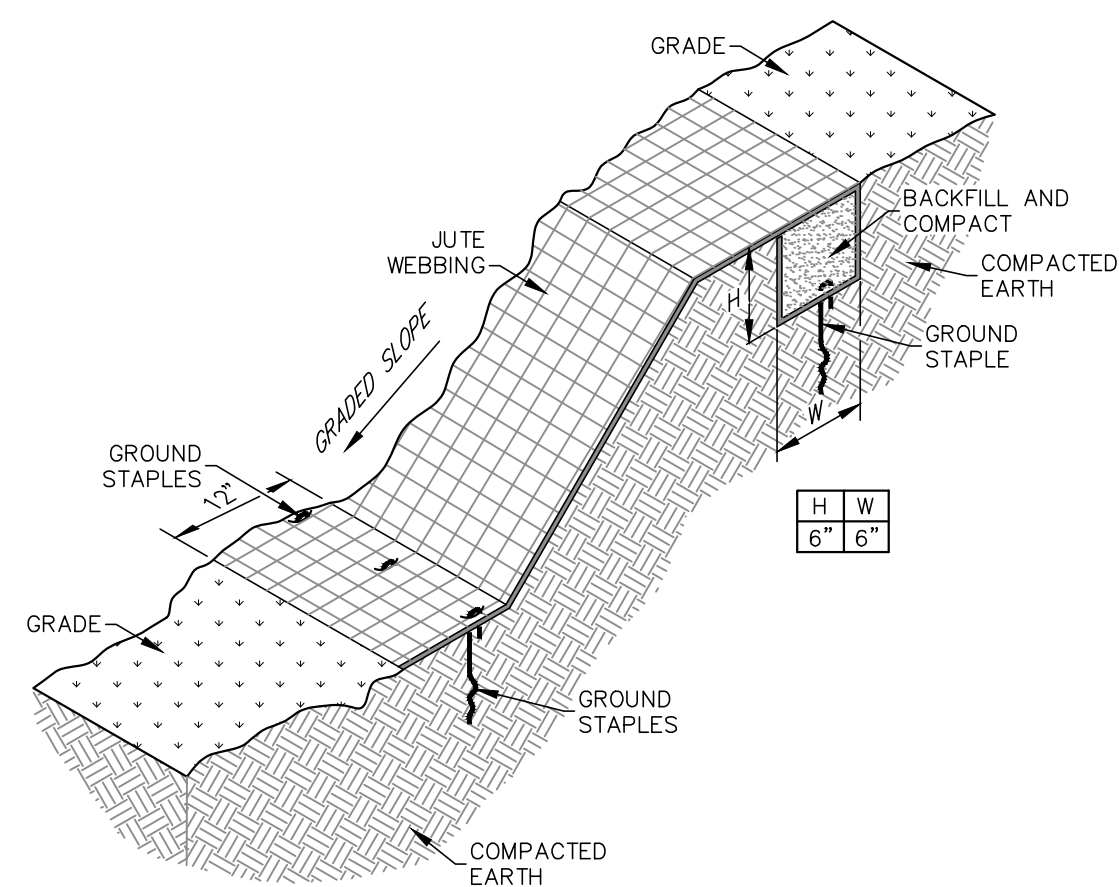 GRADE
BACKFILL AND
COMPACT
JUTE
WEBBING
COMPACTED
EARTH
H
GROUND
STAPLE
GRADED SLOPE
W
GROUND
STAPLES
12”
H W
6” 6”
GRADE
GROUND
STAPLES
COMPACTED
EARTH